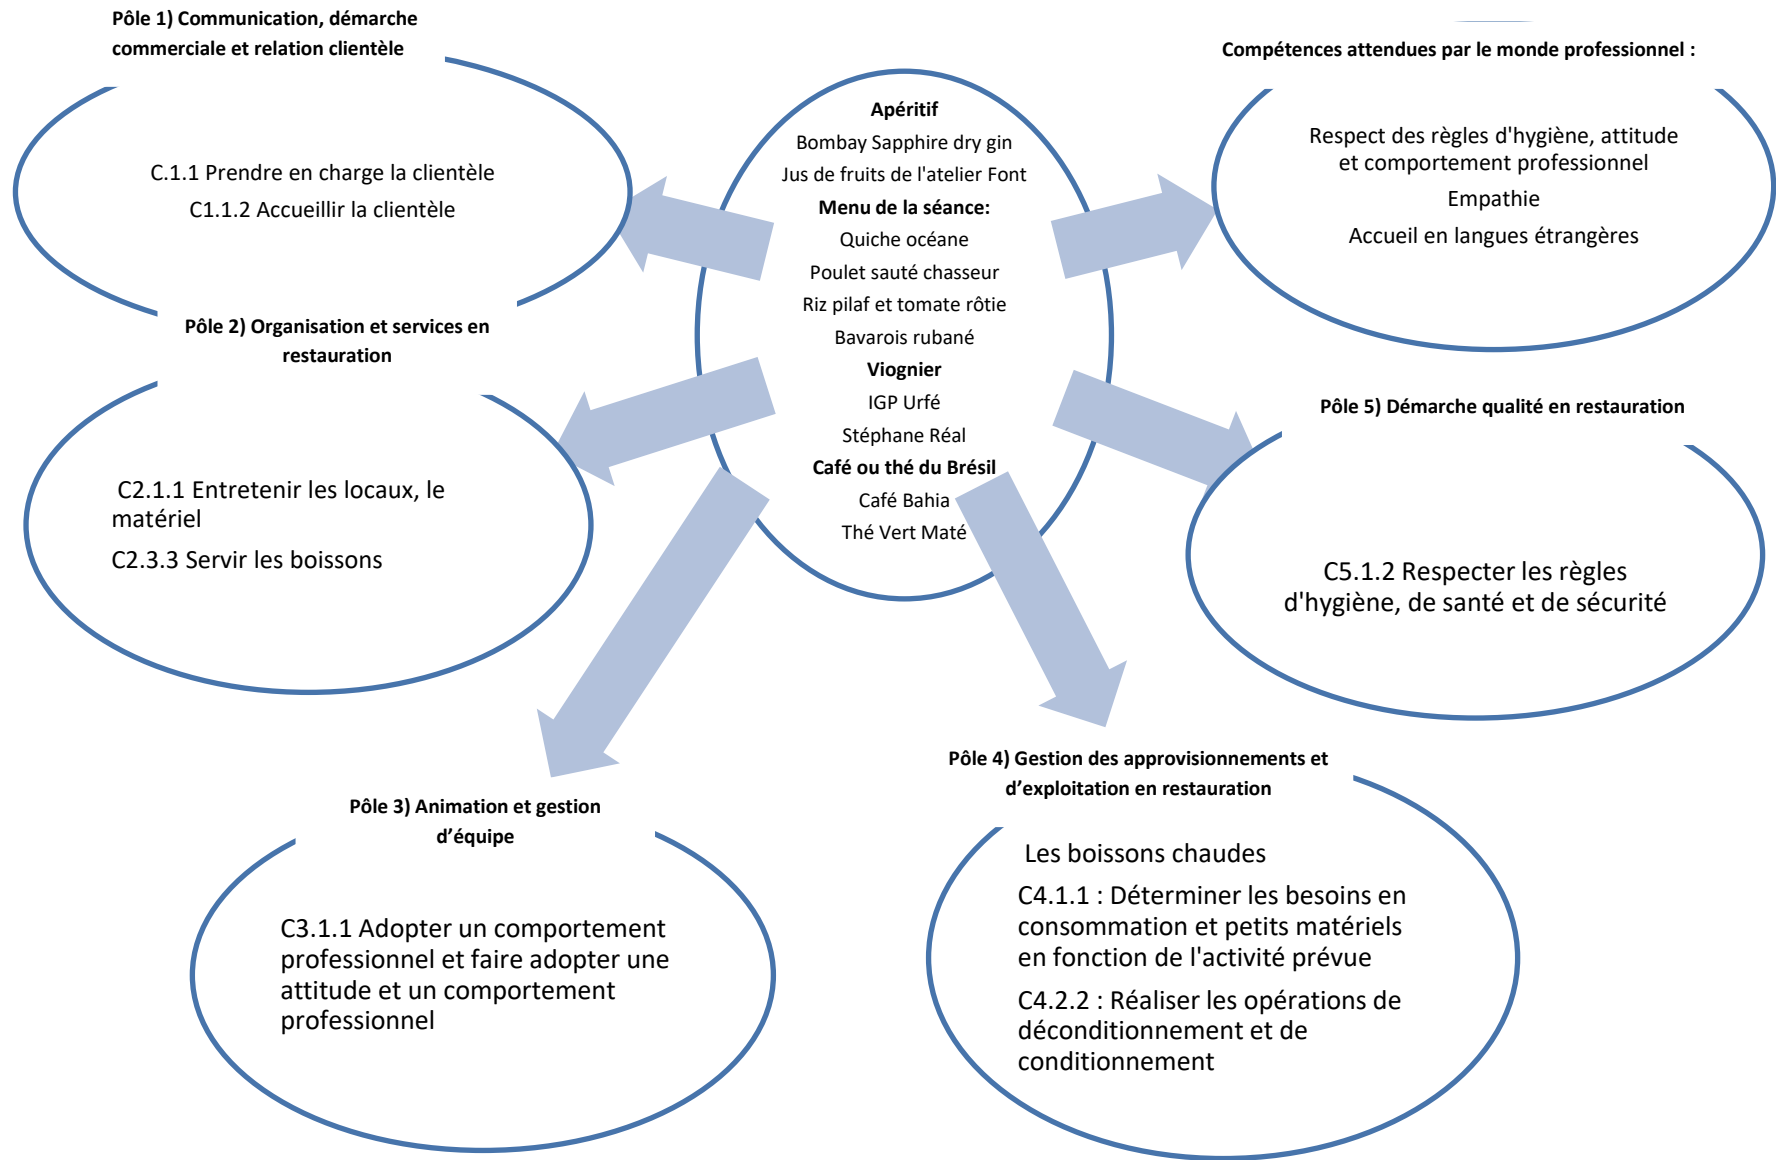 Pôle 1) Communication, démarche
commerciale et relation clientèle
C.1.1 Prendre en charge la clientèle
C1.1.2 Accueillir la clientèle
Pôle 2) Organisation et services en
restauration
C2.1.1 Entretenir les locaux, le
matériel
C2.3.3 Servir les boissons
Pôle 3) Animation et gestion
d’équipe
C3.1.1 Adopter un comportement
professionnel et faire adopter une
attitude et un comportement
professionnel
Apéritif
Bombay Sapphire dry gin
Jus de fruits de l'atelier Font
Menu de la séance:
Quiche océane
Poulet sauté chasseur
Riz pilaf et tomate rôtie
Bavarois rubané
Viognier
IGP Urfé
Stéphane Réal
Café ou thé du Brésil
Café Bahia
Thé Vert Maté
Compétences attendues par le monde professionnel :
Respect des règles d'hygiène, attitude
et comportement professionnel
Empathie
Accueil en langues étrangères
Pôle 5) Démarche qualité en restauration
C5.1.2 Respecter les règles
d'hygiène, de santé et de sécurité
Pôle 4) Gestion des approvisionnements et
d’exploitation en restauration
Les boissons chaudes
C4.1.1 : Déterminer les besoins en
consommation et petits matériels
en fonction de l'activité prévue
C4.2.2 : Réaliser les opérations de
déconditionnement et de
conditionnement